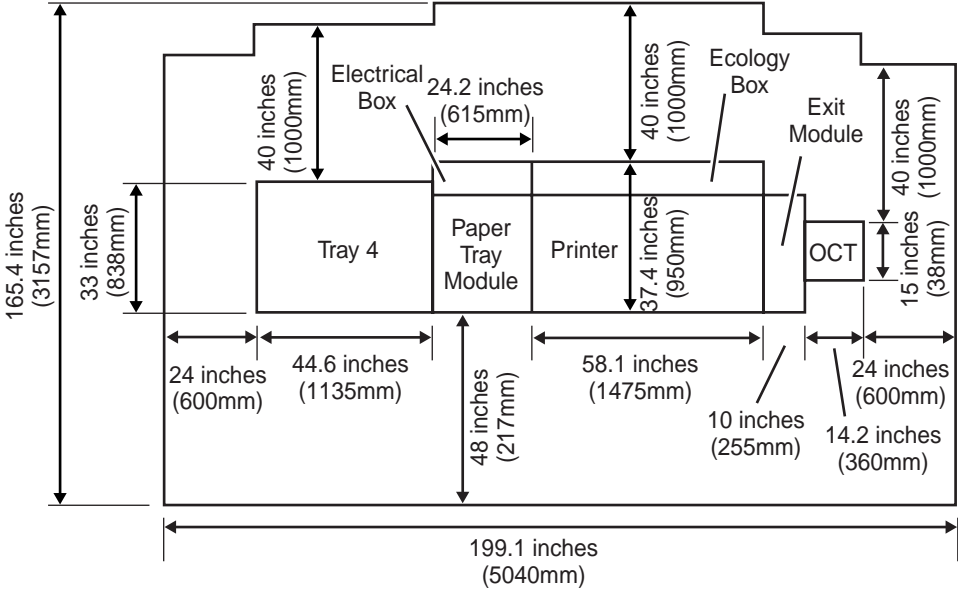 165.4 inches
(3157mm)
33 inches
(838mm)
40 inches
(1000mm)
Electrical
Box
24.2 inches
(615mm)
40 inches
(1000mm)
Ecology
Box
Exit
Module
40 inches
(1000mm)
Tray 4
Paper
Tray
Module
Printer
37.4 inches
(950mm)
OCT
15 inches
(38mm)
24 inches
(600mm)
44.6 inches
(1135mm)
48 inches
(217mm)
58.1 inches
(1475mm)
10 inches
(255mm)
14.2 inches
(360mm)
24 inches
(600mm)
199.1 inches
(5040mm)